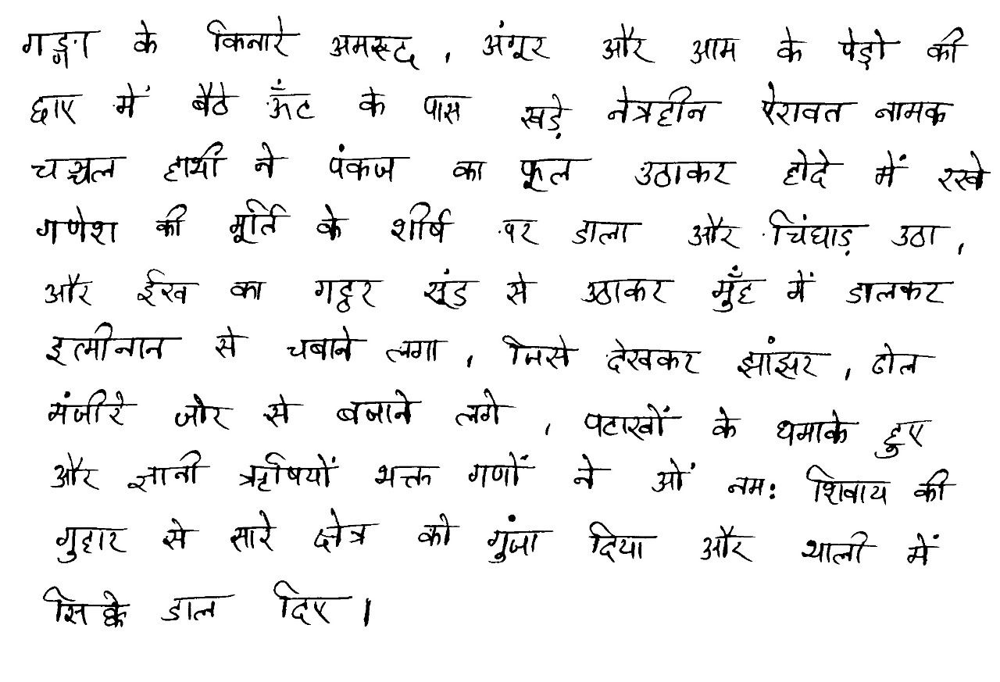 गङ्गा के किनारे अमरूद, अंगूर और आम के पेड़ो की
छाए में बैठे ऊँट के पास खड़े नेत्रहीन ऐरावत नामक
चञ्चल हाथी ने पंकज का फूल उठाकर होदे में रखे
गणेश की मूर्ति के शीर्ष पर डाला और चिंघाड़ उठा,
और ईख का गट्ठर सूंड से उठाकर मुँह में डालकर
इत्मीनान से चबाने लगा, जिसे देखकर झांझर, ढोल
मंजीरे जोर से बजाने लगे, पटाखों के धमाके हुए
और ज्ञानी ऋषियों भक्त गणों ने ओं नमः शिवाय की
गुहार से सारे क्षेत्र को गुंजा दिया और थाली में
सिक्के डाल दिए।